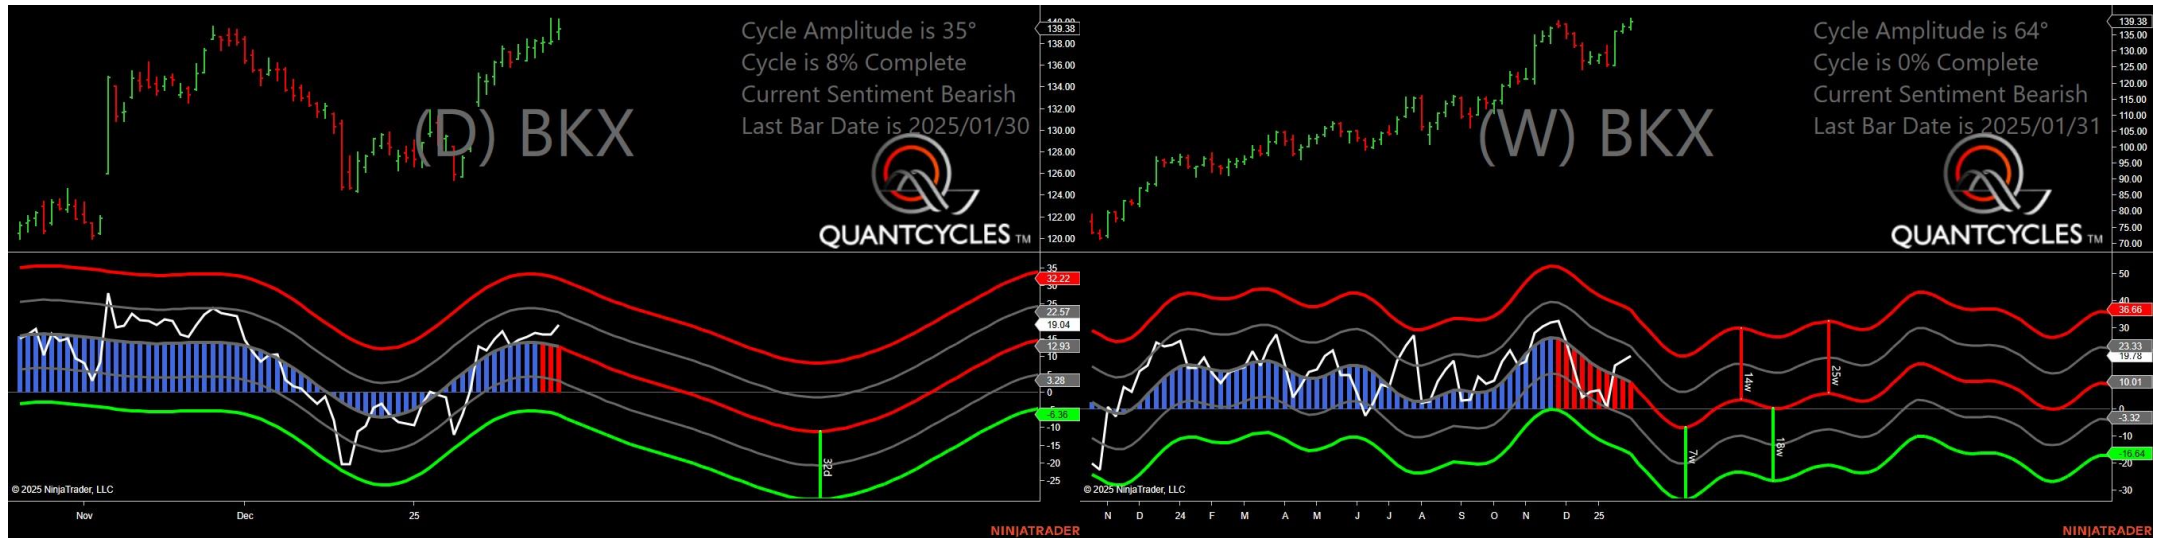 Cycle Amplitude is 35°
Cycle is 8% Complete
Current Sentiment Bearish
Last Bar Date is 2025/01/30
(D) BKX
QUANTCYCLES TM
139.38
138.00
136.00
134.00
132.00
130.00
128.00
126.00
124.00
122.00
120.00
35
32.22
30
25
22.57
19.04
12.93
10
5
3.28
0
-6.36
-10
-15
-20
-25
32d
© 2025 NinjaTrader, LLC
Nov
Dec
25
NINJATRADER
Cycle Amplitude is 64°
Cycle is 0% Complete
Current Sentiment Bearish
Last Bar Date is 2025/01/31
(W) BKX
QUANTCYCLES TM
139.38
135.00
130.00
125.00
120.00
115.00
110.00
105.00
100.00
95.00
90.00
85.00
80.00
75.00
70.00
50
40
36.66
30
23.33
19.78
10.01
0
-3.32
-10
-16.64
-20
-30
14w
25w
7w
18w
© 2025 NinjaTrader, LLC
N D 24 F M A M J J A S O N D 25
NINJATRADER